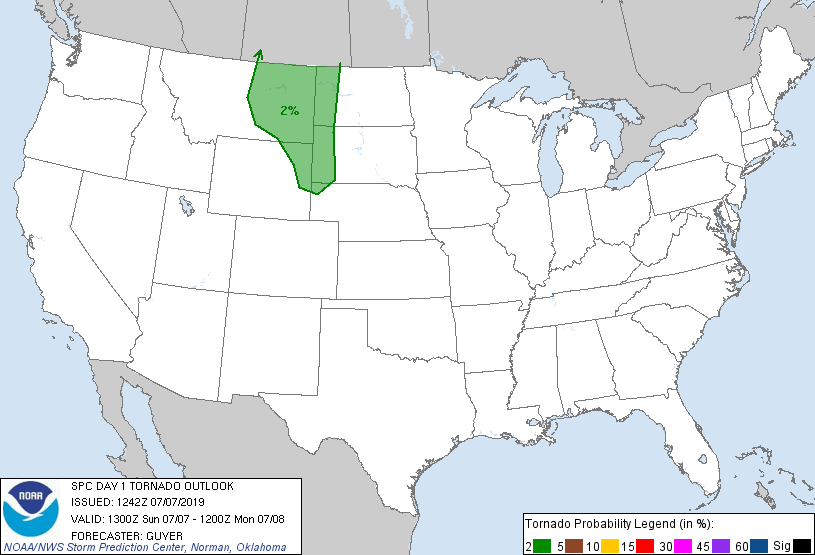 2%
SPC DAY 1 TORNADO OUTLOOK
ISSUED: 1242Z 07/07/2019
VALID: 1300Z Sun 07/07 - 1200Z Mon 07/08
FORECASTER: GUYER
NOAA/NWS Storm Prediction Center, Norman, Oklahoma
NOAA
Tornado Probability Legend (in %):
2 5 10 15 30 45 60 Sig